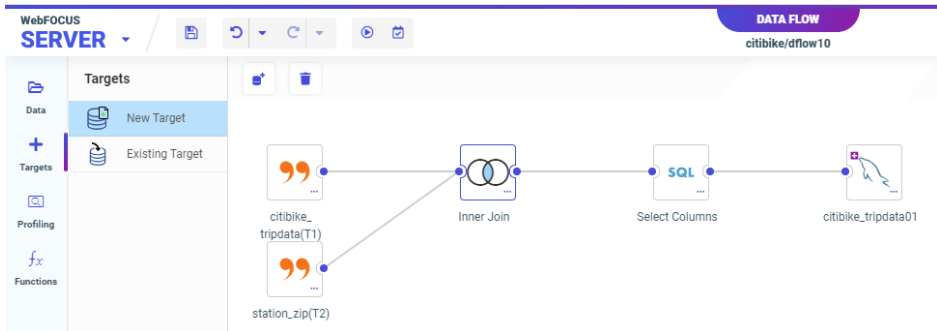 WebFOCUS
SERVER
DATA FLOW
citibike/dflow10
Data
Targets
Profiling
fx
Functions
Targets
New Target
Existing Target
citibike_
tripdata(T1)
Inner Join
SQL
Select Columns
citibike_tripdata01
station_zip(T2)